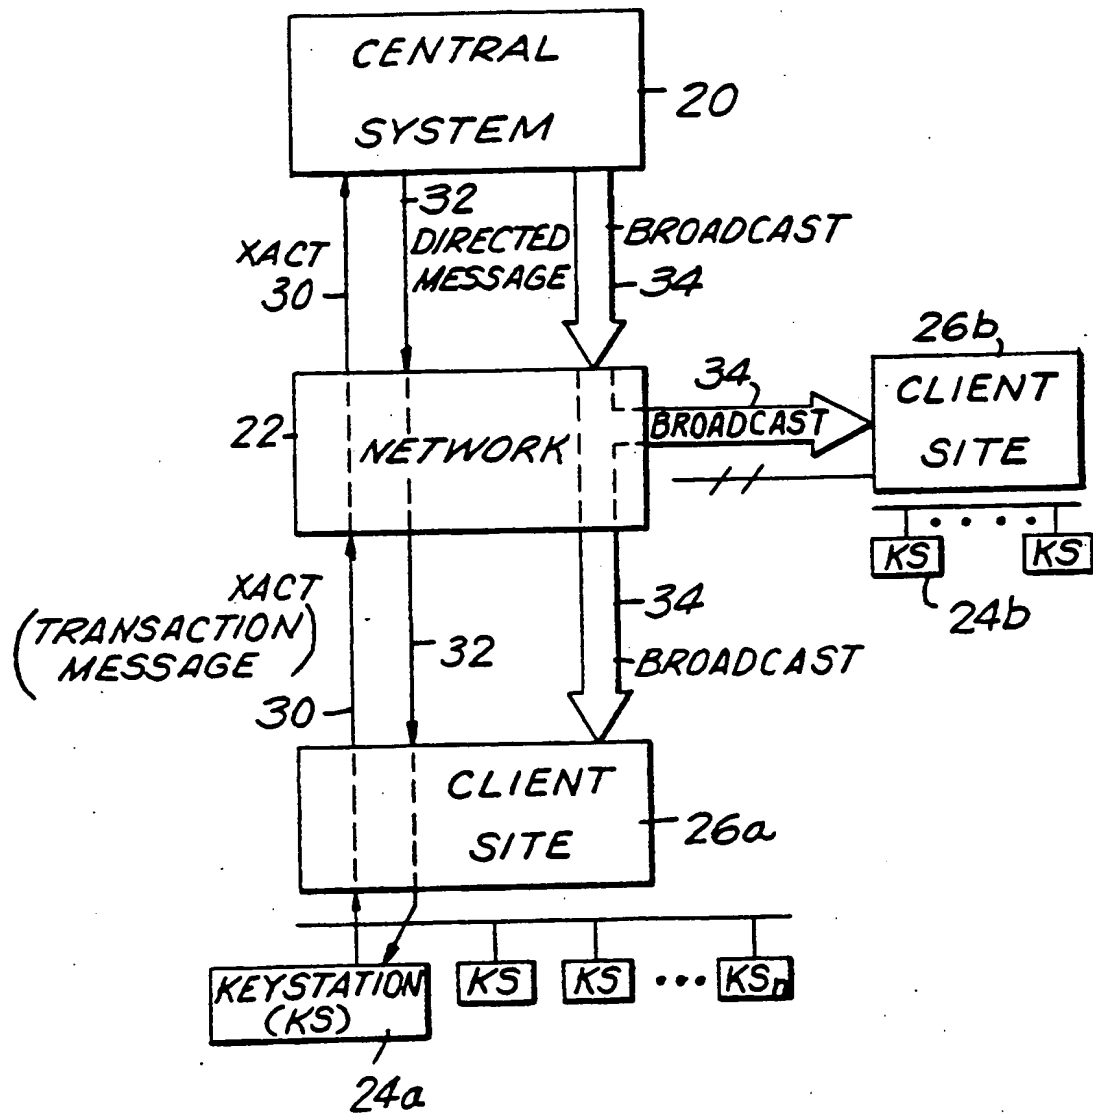 CENTRAL
SYSTEM
20
32
DIRECTED
MESSAGE
BROADCAST
34
XACT
30
26b
CLIENT
SITE
34
BROADCAST
22
NETWORK
KS
KS
24b
XACT
(TRANSACTION
MESSAGE)
30
32
34
BROADCAST
CLIENT
SITE
26a
KEYSTATION
(KS)
KS
KS
KSn
24a